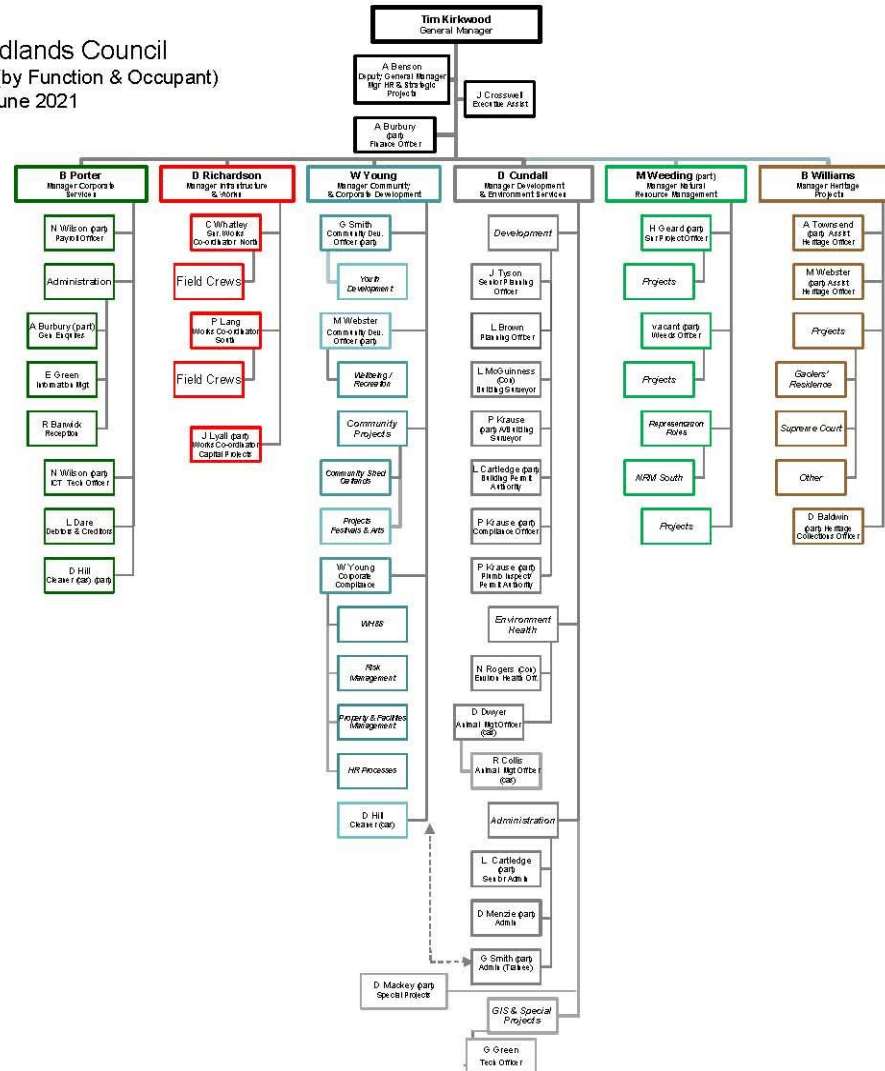 Tim Kirkwood
General Manager
dlands Council
(by Function & Occupant)
une 2021
A Benson
Deputy General Manager
Mgr HR & Strategic
Projects
J Crosswell
Executive Assist
A Burbury
(part)
Finance Officer
B Porter
Manager Corporate
Services
N Wilson (part)
Payroll Officer
Administration
A Burbury (part)
Gen Enquiries
E Green
Information Mgt
R Barwick
Reception
N Wilson (part)
ICT Tech Officer
L Dare
Debtors & Creditors
D Hill
Cleaner (cas) (part)
D Richardson
Manager Infrastructure
& Works
C Whatley
Snr. Works
Co-ordinator North
Field Crews
P Lang
Works Co-ordinator
South
Field Crews
J Lyall (part)
Works Co-ordinator
Capital Projects
W Young
Manager Community
& Corporate Development
G Smith
Community Dev.
Officer (part)
Youth
Development
M Webster
Community Dev.
Officer (part)
Wellbeing /
Recreation
Community
Projects
Community Shed
Oatlands
Projects
Festivals & Arts
W Young
Corporate
Compliance
WH&S
Risk
Management
Property & Facilities
Management
HR Processes
D Hill
Cleaner (cas)
D Cundall
Manager Development
& Environment Services
Development
J Tyson
Senior Planning
Officer
L Brown
Planning Officer
L McGuinness
(Con)
Building Surveyor
P Krause
(part) A/Building
Surveyor
L Cartledge (part)
Building Permit
Authority
P Krause (part)
Compliance Officer
P Krause (part)
Plumb Inspect/
Permit Authority
Environment
Health
N Rogers (Con)
Environ Health Off.
D Dwyer
Animal Mgt Officer
(cas)
R Collis
Animal Mgt Officer
(cas)
Administration
L Cartledge
(part)
Senior Admin
D Menzie (part)
Admin
G Smith (part)
Admin (Trainee)
D Mackey (part)
Special Projects
GIS & Special
Projects
G Green
Tech Officer
M Weeding (part)
Manager Natural
Resource Management
H Geard (part)
Snr Project Officer
Projects
vacant (part)
Weeds Officer
Projects
Representation
Roles
NRM South
Projects
B Williams
Manager Heritage
Projects
A Townsend
(part) Assist
Heritage Officer
M Webster
(part) Assist
Heritage Officer
Projects
Gaolers'
Residence
Supreme Court
Other
D Baldwin
(part) Heritage
Collections Officer